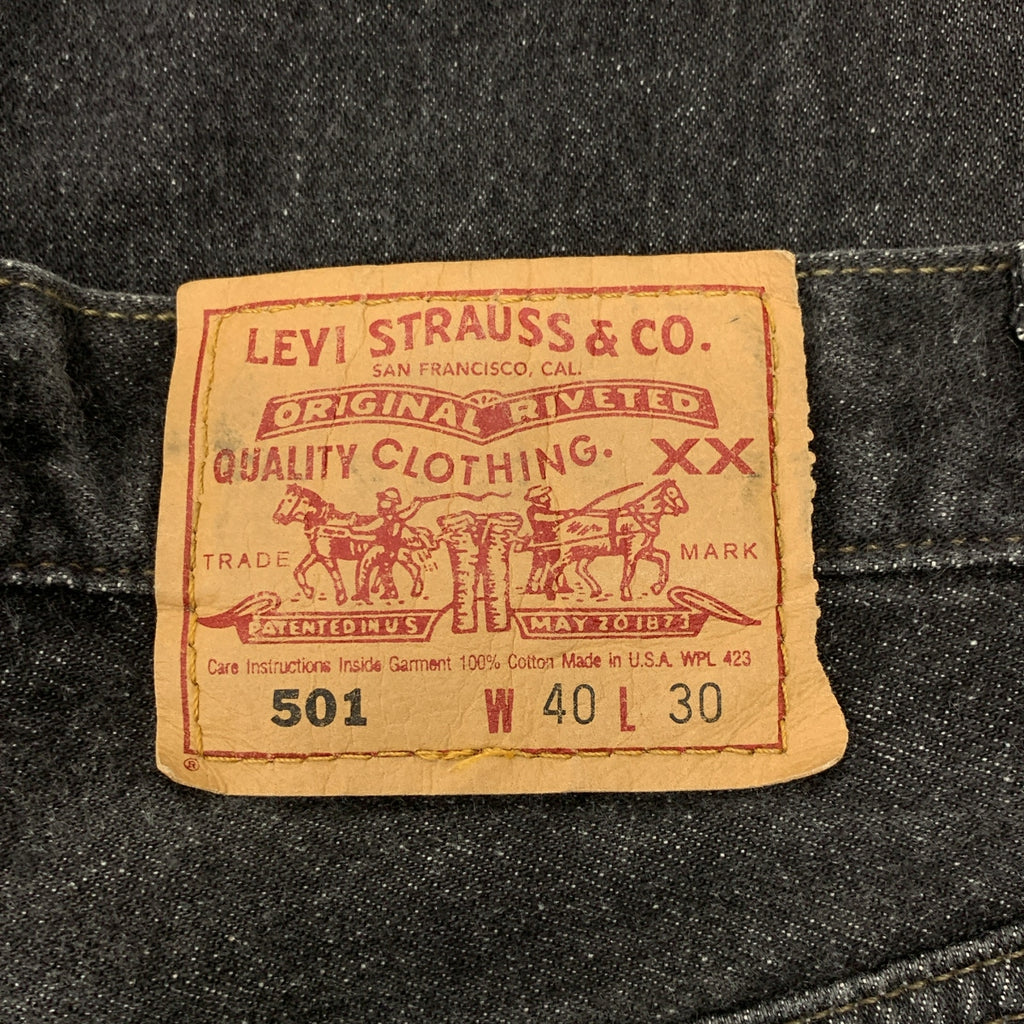 LEVI STRAUSS & CO.
SAN FRANCISCO, CAL.
ORIGINAL RIVETED
QUALITY CLOTHING. XX
TRADE MARK
PATENTED IN U S MAY 20 1873
Care Instructions Inside Garment 100% Cotton Made in U.S.A. WPL 423
501 W 40 L 30
®